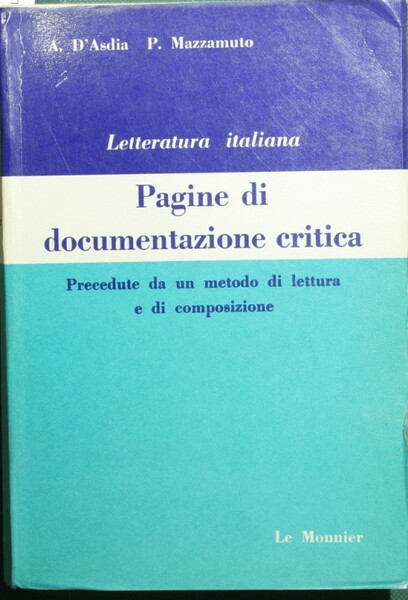 A. D'Asdia P. Mazzamuto
Letteratura italiana
Pagine di
documentazione critica
Precedute da un metodo di lettura
e di composizione
Le Monnier